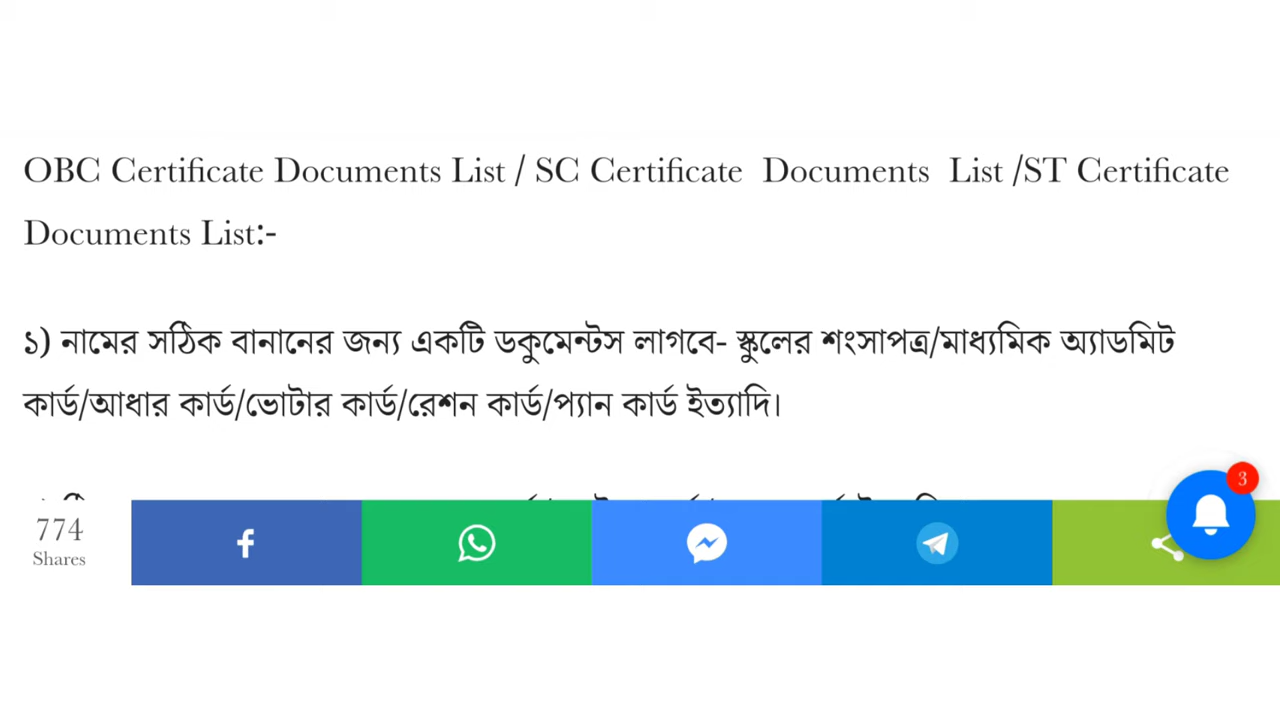 OBC Certificate Documents List / SC Certificate Documents List /ST Certificate
Documents List:-
১) নামের সঠিক বানানের জন্য একটি ডকুমেন্টস লাগবে- স্কুলের শংসাপত্র/মাধ্যমিক অ্যাডমিট
কার্ড/আধার কার্ড/ভোটার কার্ড/রেশন কার্ড/প্যান কার্ড ইত্যাদি।
3
774
Shares